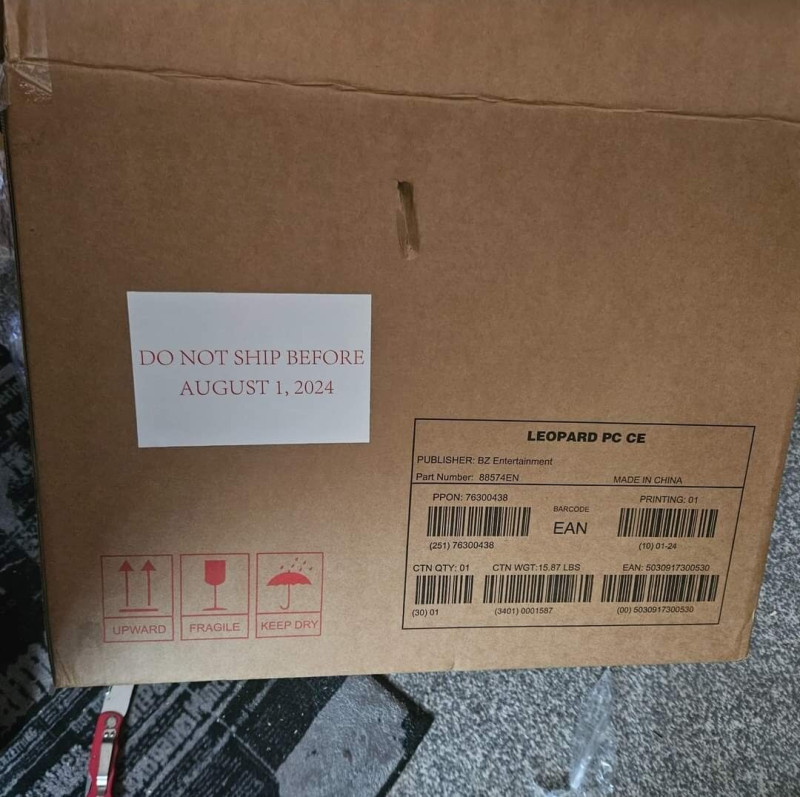 DO NOT SHIP BEFORE
AUGUST 1, 2024
LEOPARD PC CE
PUBLISHER: BZ Entertainment
Part Number: 88574EN
MADE IN CHINA
PPON: 76300438
BARCODE
PRINTING: 01
EAN
(251) 76300438
(10) 01-24
CTN QTY: 01
CTN WGT:15.87 LBS
EAN: 5030917300530
(30) 01
(3401) 0001587
(00) 5030917300530
UPWARD
FRAGILE
KEEP DRY